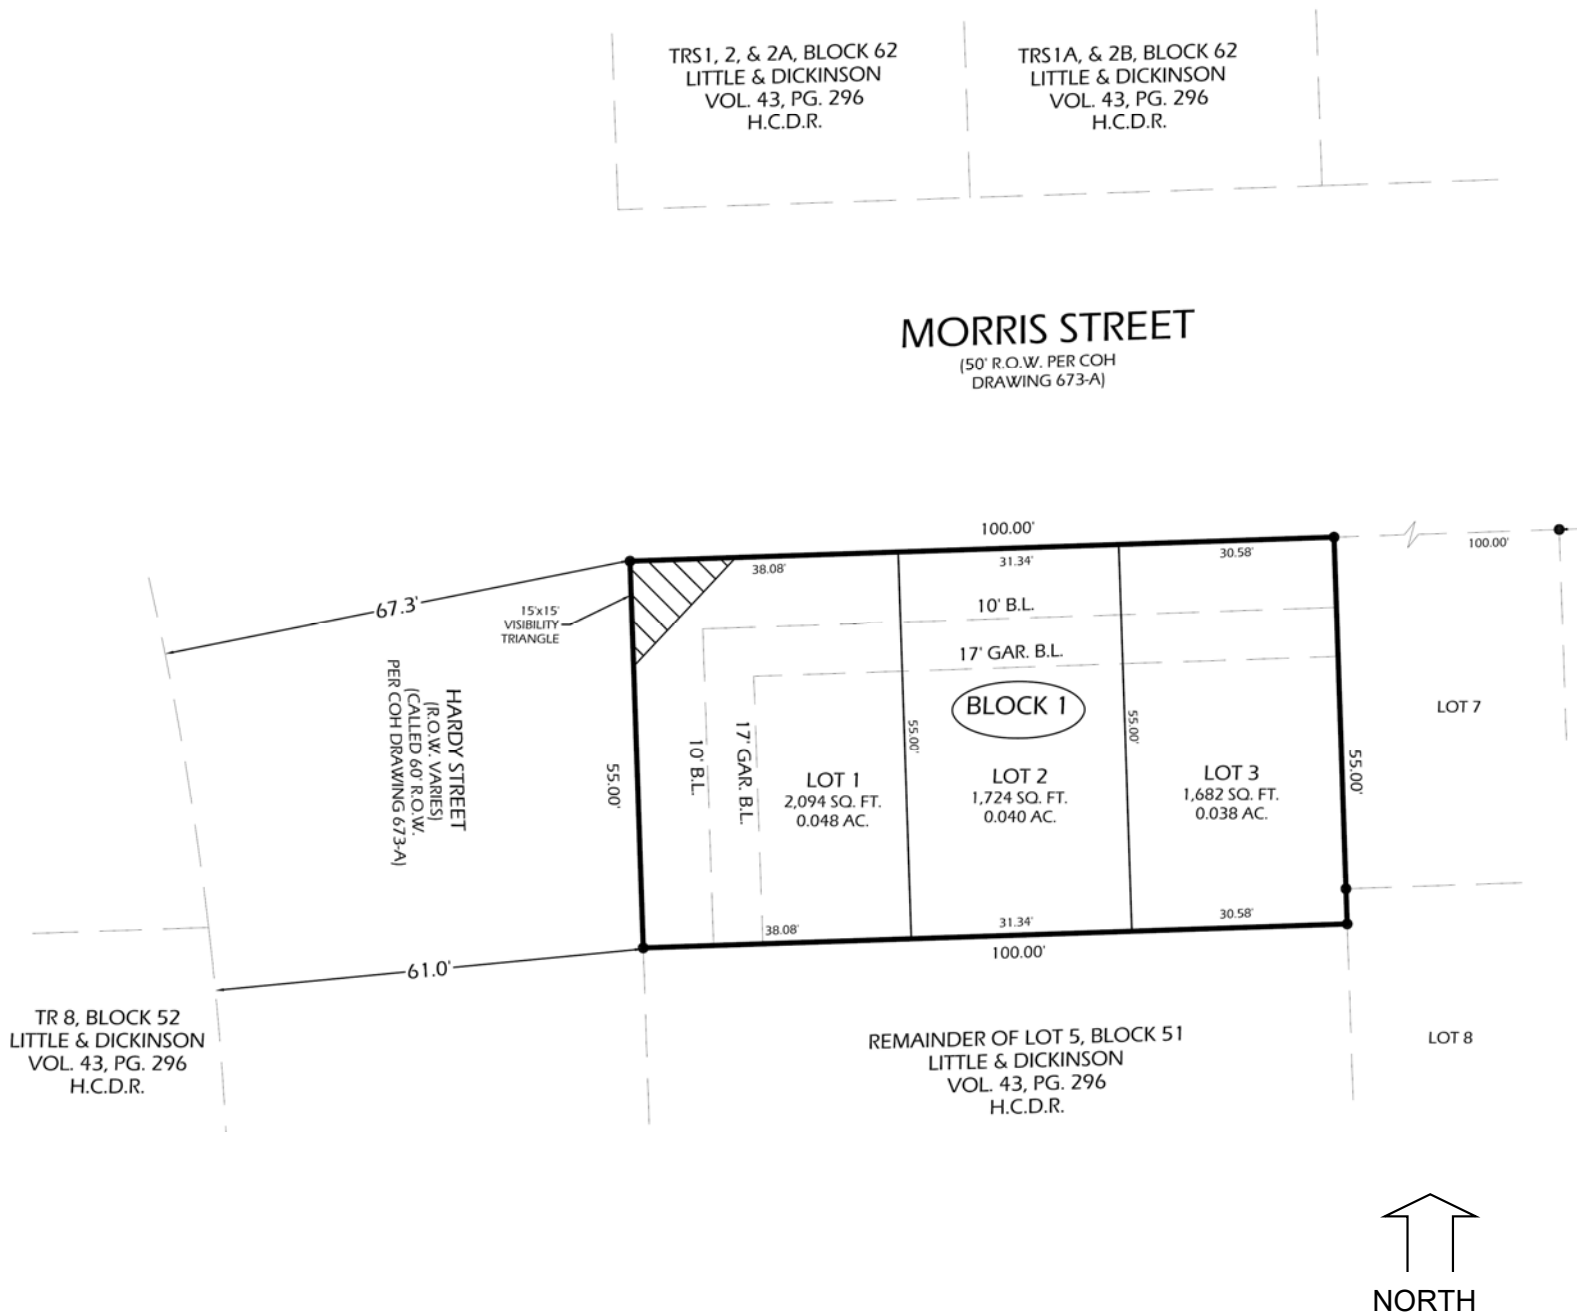 TRS1, 2, & 2A, BLOCK 62
LITTLE & DICKINSON
VOL. 43, PG. 296
H.C.D.R.
TRS1A, & 2B, BLOCK 62
LITTLE & DICKINSON
VOL. 43, PG. 296
H.C.D.R.
MORRIS STREET
(50' R.O.W. PER COH
DRAWING 673-A)
100.00'
38.08'
31.34'
30.58'
100.00'
67.3'
15'x15'
VISIBILITY
TRIANGLE
10' B.L.
17' GAR. B.L.
BLOCK 1
HARDY STREET
(R.O.W. VARIES)
(CALLED 60' R.O.W.
PER COH DRAWING 673-A)
55.00'
10' B.L.
17' GAR. B.L.
55.00'
55.00'
55.00'
LOT 1
2,094 SQ. FT.
0.048 AC.
LOT 2
1,724 SQ. FT.
0.040 AC.
LOT 3
1,682 SQ. FT.
0.038 AC.
LOT 7
38.08'
31.34'
30.58'
100.00'
61.0'
TR 8, BLOCK 52
LITTLE & DICKINSON
VOL. 43, PG. 296
H.C.D.R.
REMAINDER OF LOT 5, BLOCK 51
LITTLE & DICKINSON
VOL. 43, PG. 296
H.C.D.R.
LOT 8
NORTH